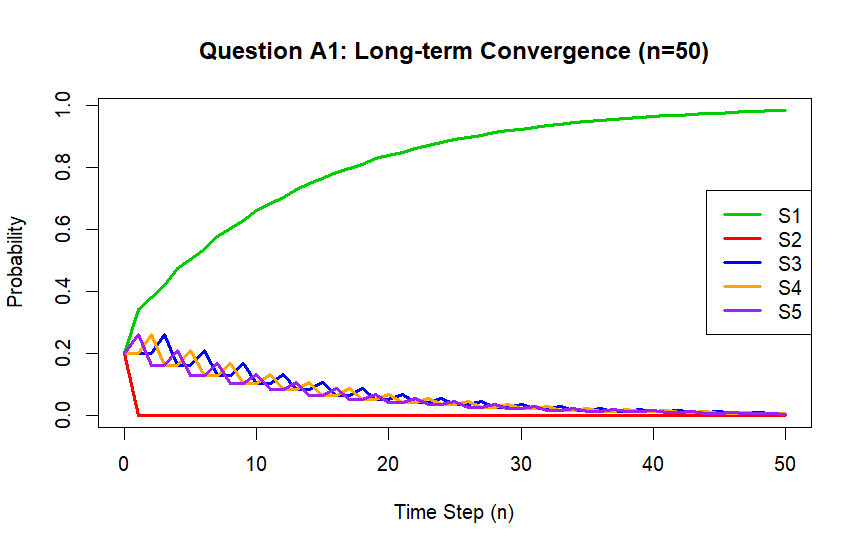 Question A1: Long-term Convergence (n=50)
Probability
1.0
0.8
0.6
0.4
0.2
0.0
S1
S2
S3
S4
S5
0 10 20 30 40 50
Time Step (n)